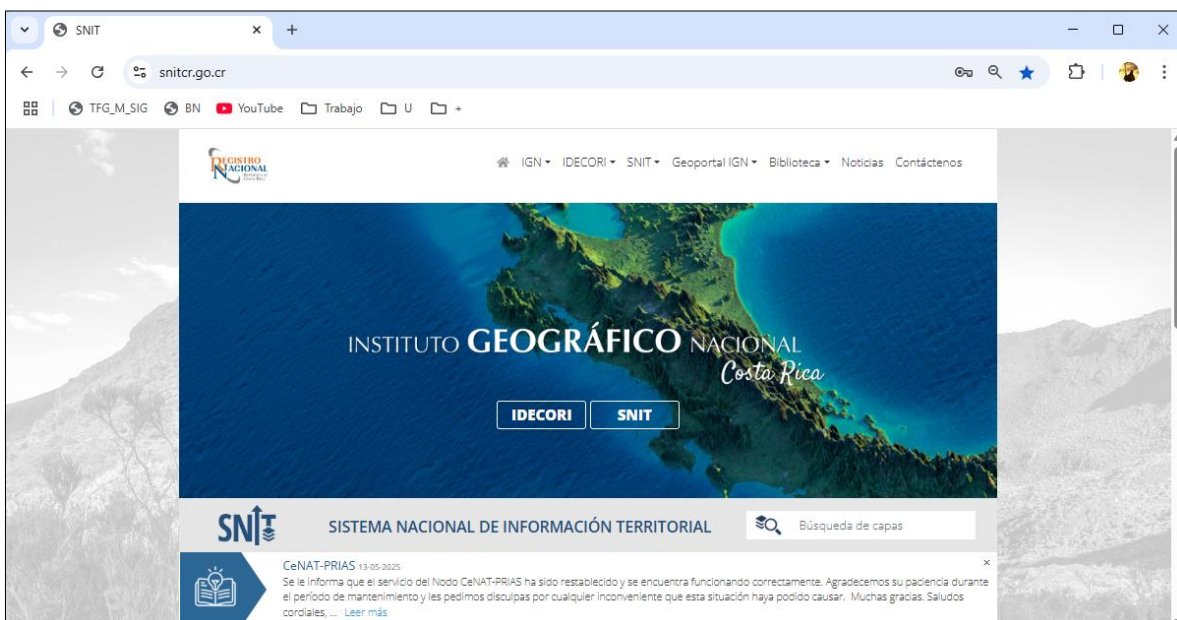 SNIT
snitcr.go.cr
TFG_M_SIG BN YouTube Trabajo U +
REGISTRO
NACIONAL
IGN IDECORI SNIT Geoportal IGN Biblioteca Noticias Contáctenos
INSTITUTO GEOGRÁFICO NACIONAL
Costa Rica
IDECORI SNIT
SNIT SISTEMA NACIONAL DE INFORMACIÓN TERRITORIAL Búsqueda de capas
CeNAT-PRIAS 13-05-2025
Se le informa que el servicio del Nodo CeNAT-PRIAS ha sido restablecido y se encuentra funcionando correctamente. Agradecemos su paciencia durante
el período de mantenimiento y les pedimos disculpas por cualquier inconveniente que esta situación haya podido causar. Muchas gracias. Saludos
cordiales, ... Leer más